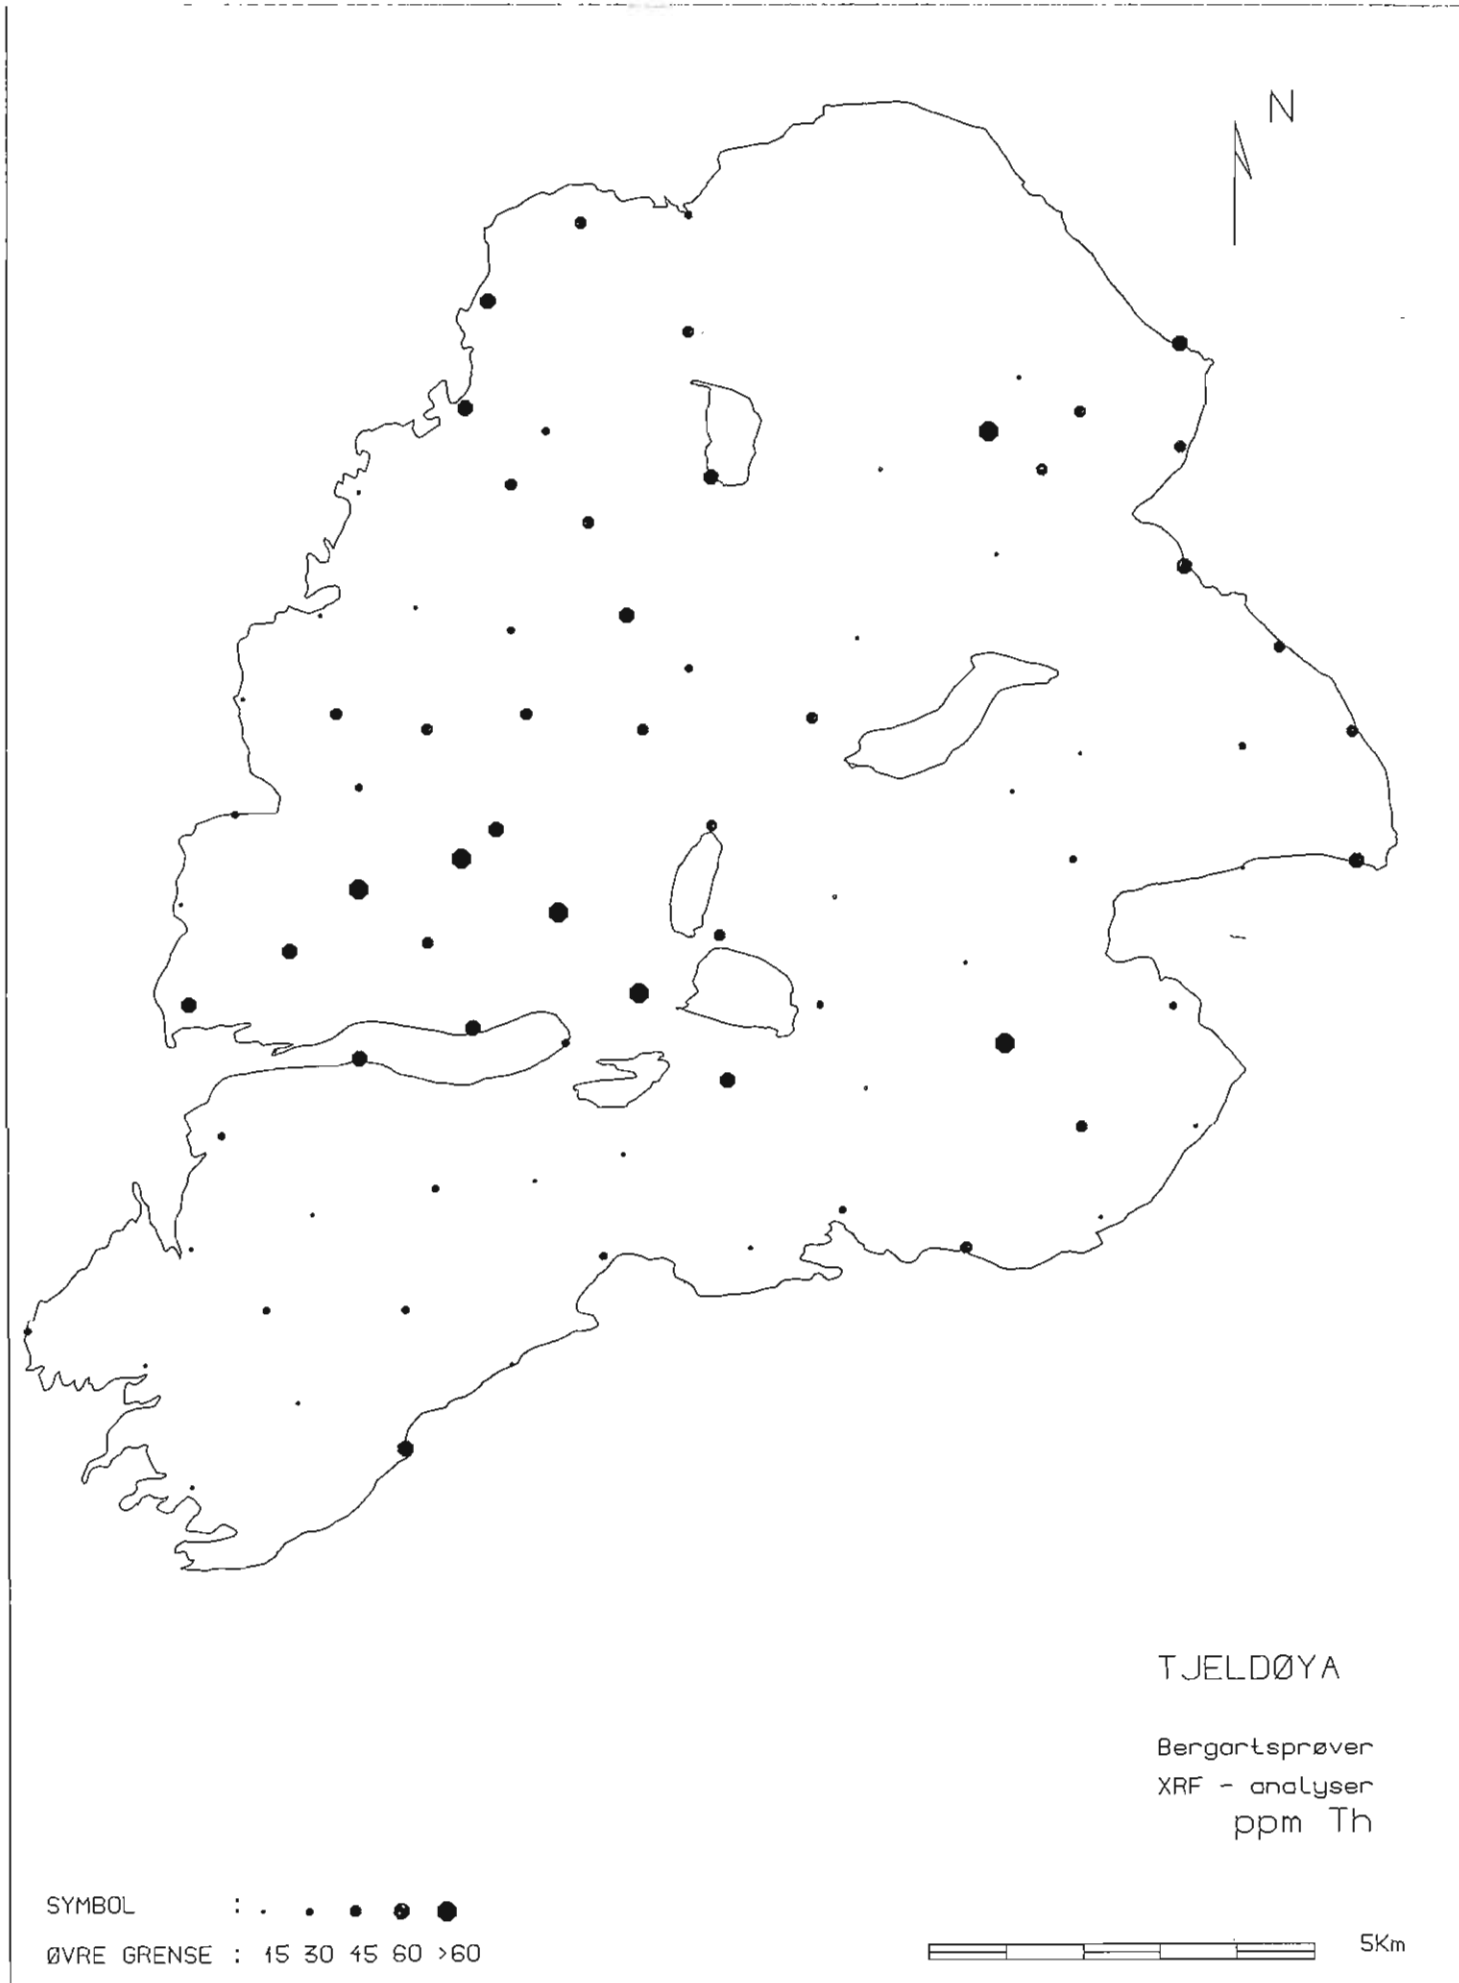 N
TJELDØYA
Bergartsprøver
XRF - analyser
ppm Th
SYMBOL :
ØVRE GRENSE : 15 30 45 60 >60
5Km